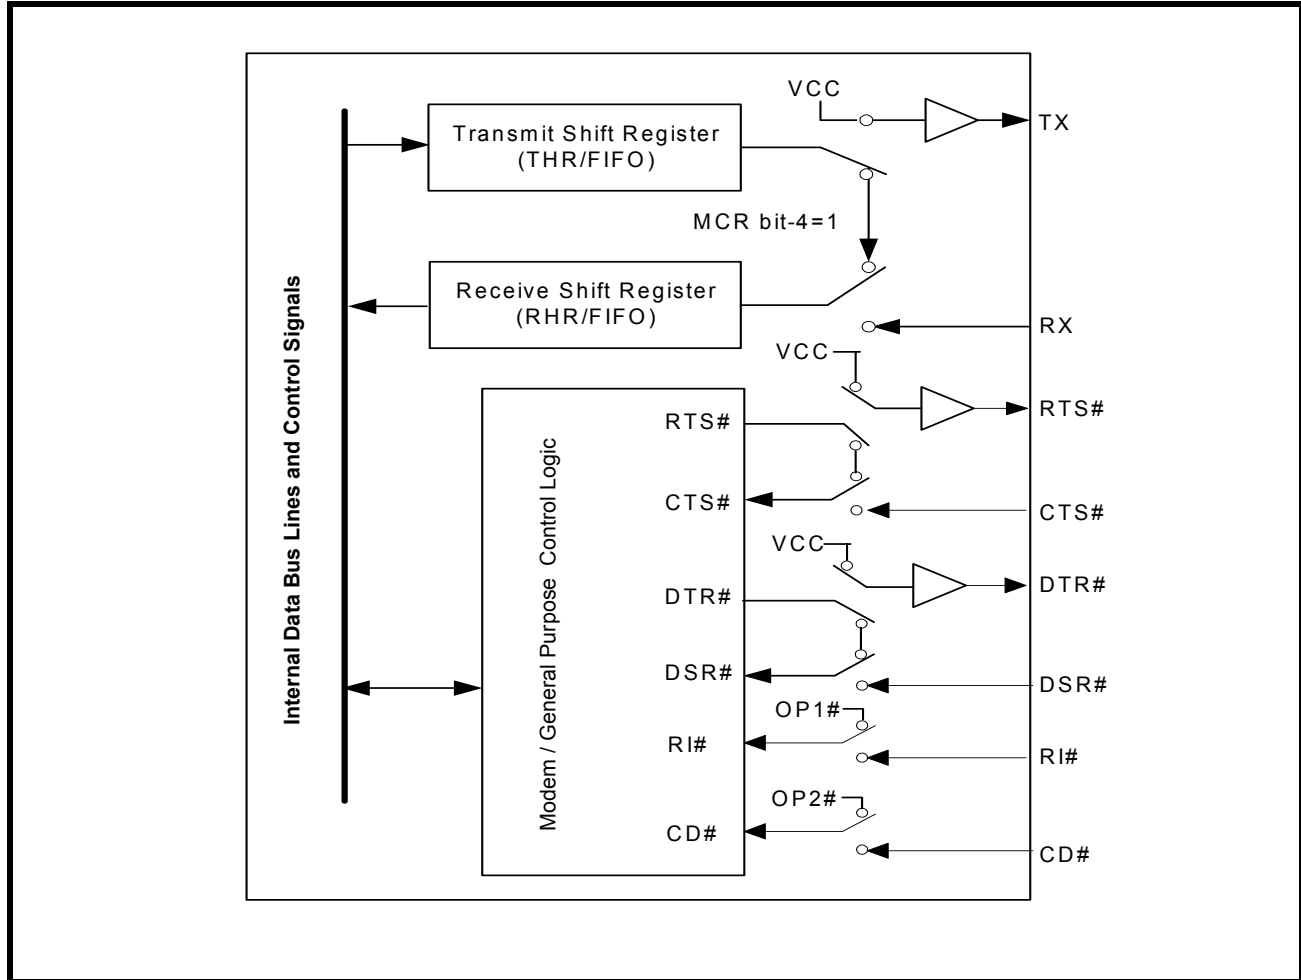 VCC
TX
Transmit Shift Register
(THR/FIFO)
MCR bit-4=1
Receive Shift Register
(RHR/FIFO)
RX
VCC
RTS#
RTS#
CTS#
CTS#
VCC
DTR#
DTR#
DSR#
DSR#
OP1#
RI#
RI#
OP2#
CD#
CD#
Internal Data Bus Lines and Control Signals
Modem / General Purpose Control Logic